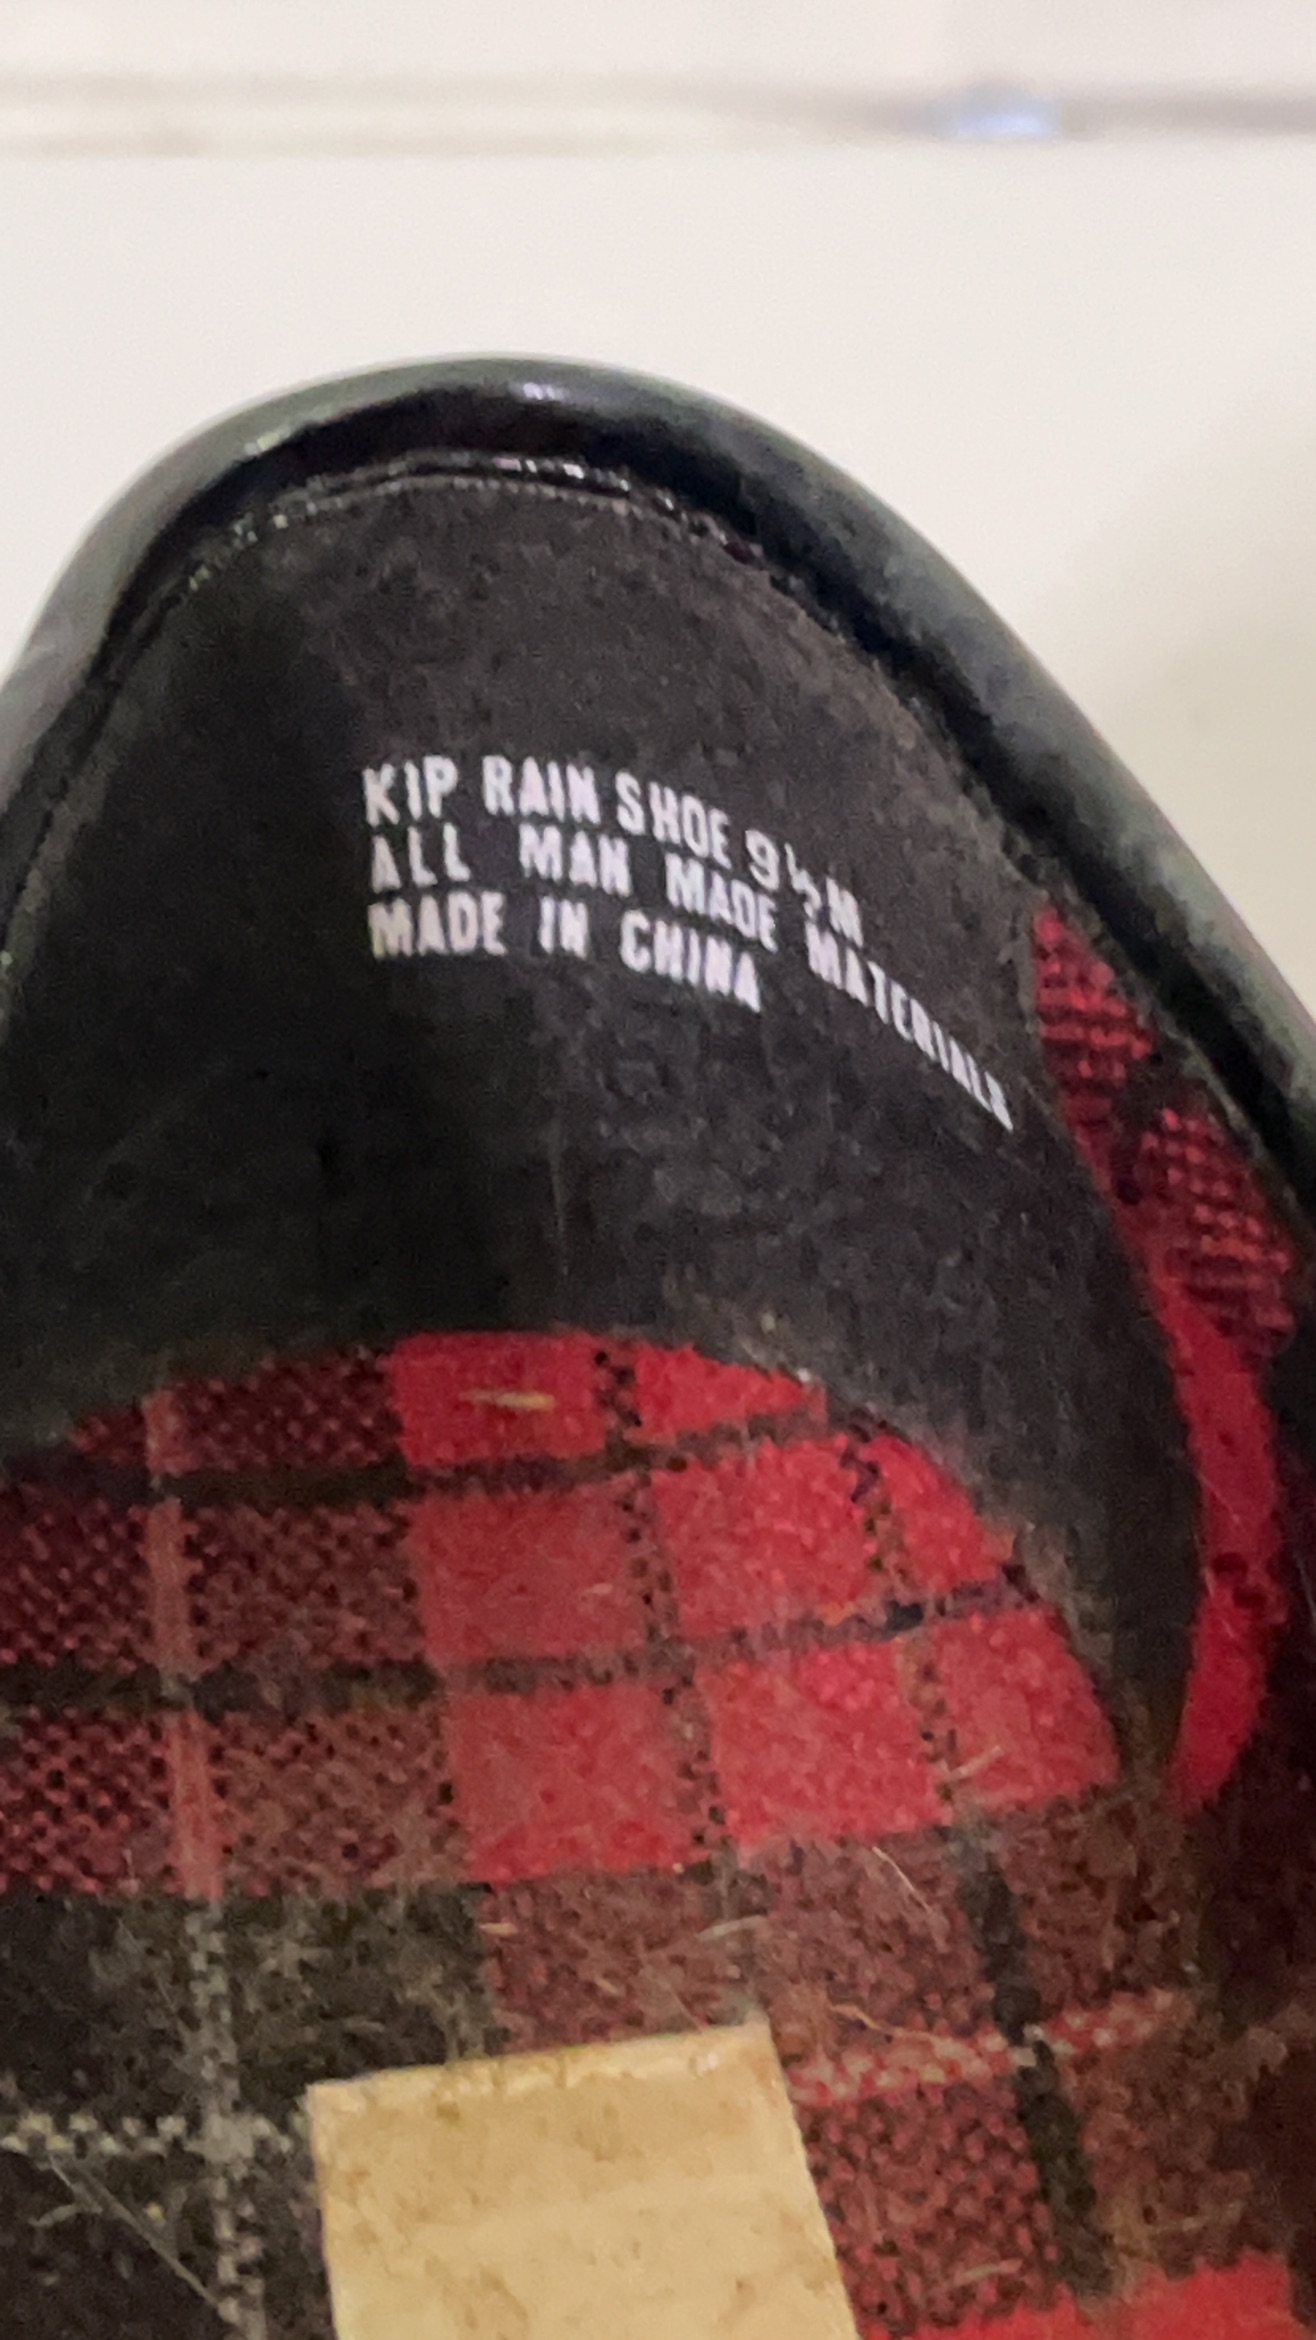 KIP RAIN SHOE 9½M
ALL MAN MADE MATERIALS
MADE IN CHINA